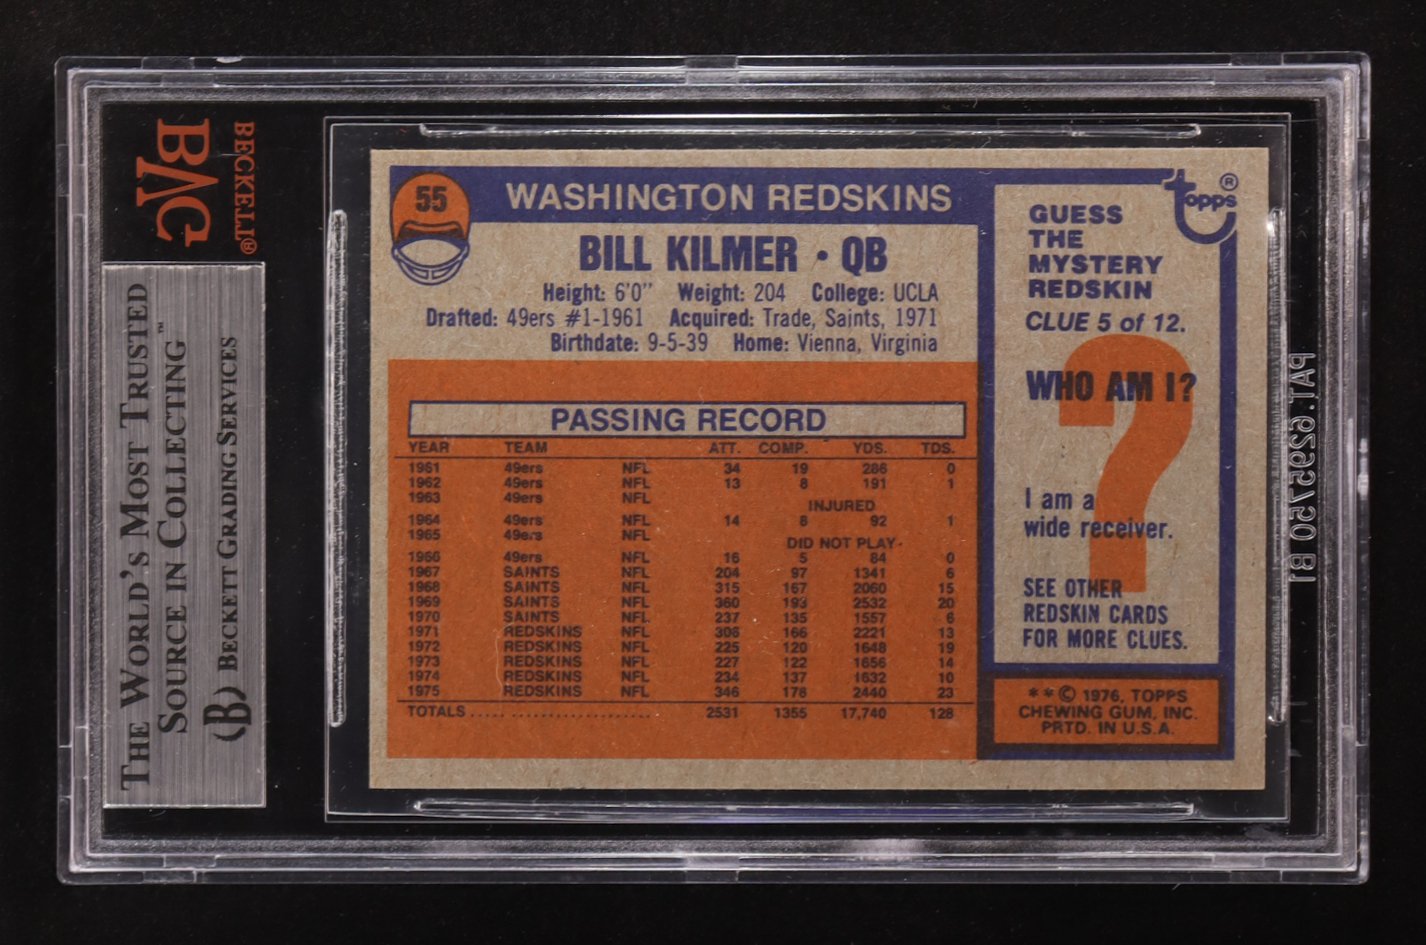 BECKETT®
BVG
THE WORLD'S MOST TRUSTED
SOURCE IN COLLECTING™
(B) BECKETT GRADING SERVICES
55
WASHINGTON REDSKINS
BILL KILMER • QB
Height: 6'0" Weight: 204 College: UCLA
Drafted: 49ers #1-1961 Acquired: Trade, Saints, 1971
Birthdate: 9-5-39 Home: Vienna, Virginia
PASSING RECORD
YEAR TEAM ATT. COMP. YDS. TDS.
1961 49ers NFL 34 19 286 0
1962 49ers NFL 13 8 191 1
1963 49ers NFL INJURED
1964 49ers NFL 14 8 92 1
1965 49ers NFL DID NOT PLAY
1966 49ers NFL 16 5 84 0
1967 SAINTS NFL 204 97 1341 6
1968 SAINTS NFL 315 167 2060 15
1969 SAINTS NFL 360 193 2532 20
1970 SAINTS NFL 237 135 1557 6
1971 REDSKINS NFL 306 166 2221 13
1972 REDSKINS NFL 225 120 1648 19
1973 REDSKINS NFL 227 122 1656 14
1974 REDSKINS NFL 234 137 1632 10
1975 REDSKINS NFL 346 178 2440 23
TOTALS..... .................... 2531 1355 17,740 128
topps®
GUESS
THE
MYSTERY
REDSKIN
CLUE 5 of 12.
?
WHO AM I?
I am a
wide receiver.
SEE OTHER
REDSKIN CARDS
FOR MORE CLUES.
**© 1976, TOPPS
CHEWING GUM, INC.
PRTD. IN U.S.A.
PAT. 6295750 B1